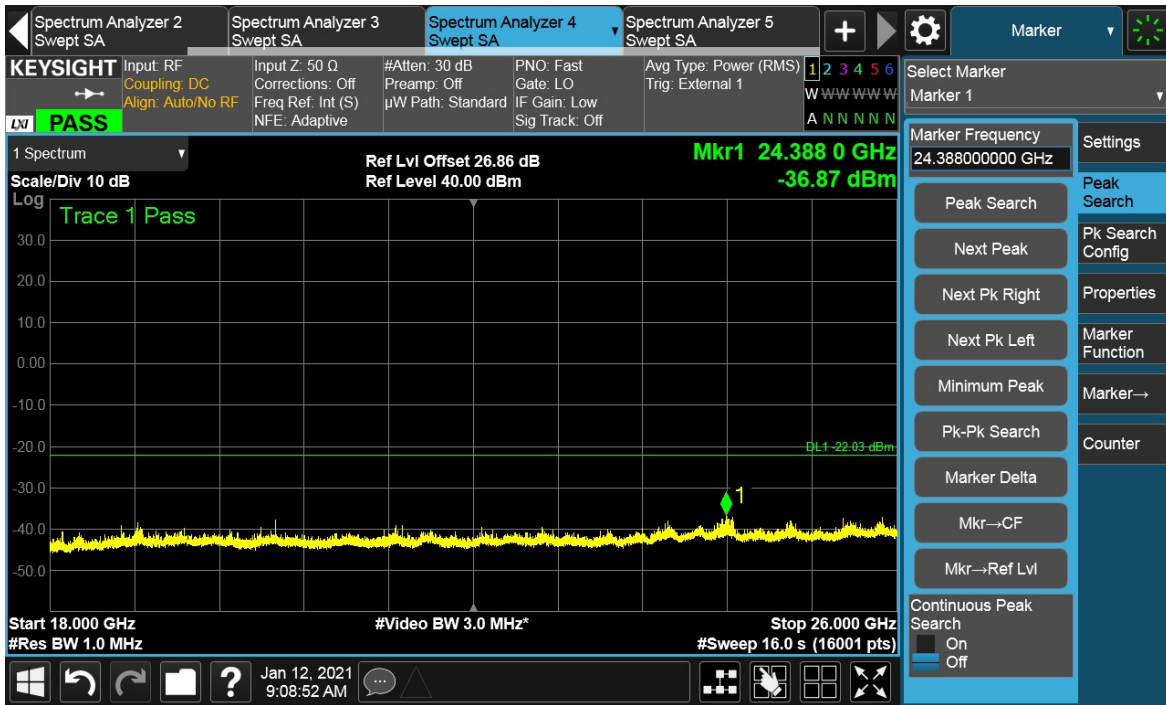 Spectrum Analyzer 2
Swept SA
Spectrum Analyzer 3
Swept SA
Spectrum Analyzer 4
Swept SA
Spectrum Analyzer 5
Swept SA
+
Marker
KEYSIGHT
LXI PASS
Input: RF
Coupling: DC
Align: Auto/No RF
Input Z: 50 Ω
Corrections: Off
Freq Ref: Int (S)
NFE: Adaptive
#Atten: 30 dB
Preamp: Off
µW Path: Standard
PNO: Fast
Gate: LO
IF Gain: Low
Sig Track: Off
Avg Type: Power (RMS)
Trig: External 1
1 2 3 4 5 6
W W W W W W
A N N N N N
1 Spectrum
Scale/Div 10 dB
Log
Ref Lvl Offset 26.86 dB
Ref Level 40.00 dBm
Mkr1 24.388 0 GHz
-36.87 dBm
Trace 1 Pass
30.0
20.0
10.0
0.00
-10.0
-20.0
DL1 -22.03 dBm
-30.0
1
-40.0
-50.0
Start 18.000 GHz
#Video BW 3.0 MHz*
Stop 26.000 GHz
#Res BW 1.0 MHz
#Sweep 16.0 s (16001 pts)
?
Jan 12, 2021
9:08:52 AM
Select Marker
Marker 1
Marker Frequency
24.388000000 GHz
Peak Search
Next Peak
Next Pk Right
Next Pk Left
Minimum Peak
Pk-Pk Search
Marker Delta
Mkr→CF
Mkr→Ref Lvl
Continuous Peak
Search
On
Off
Settings
Peak
Search
Pk Search
Config
Properties
Marker
Function
Marker→
Counter